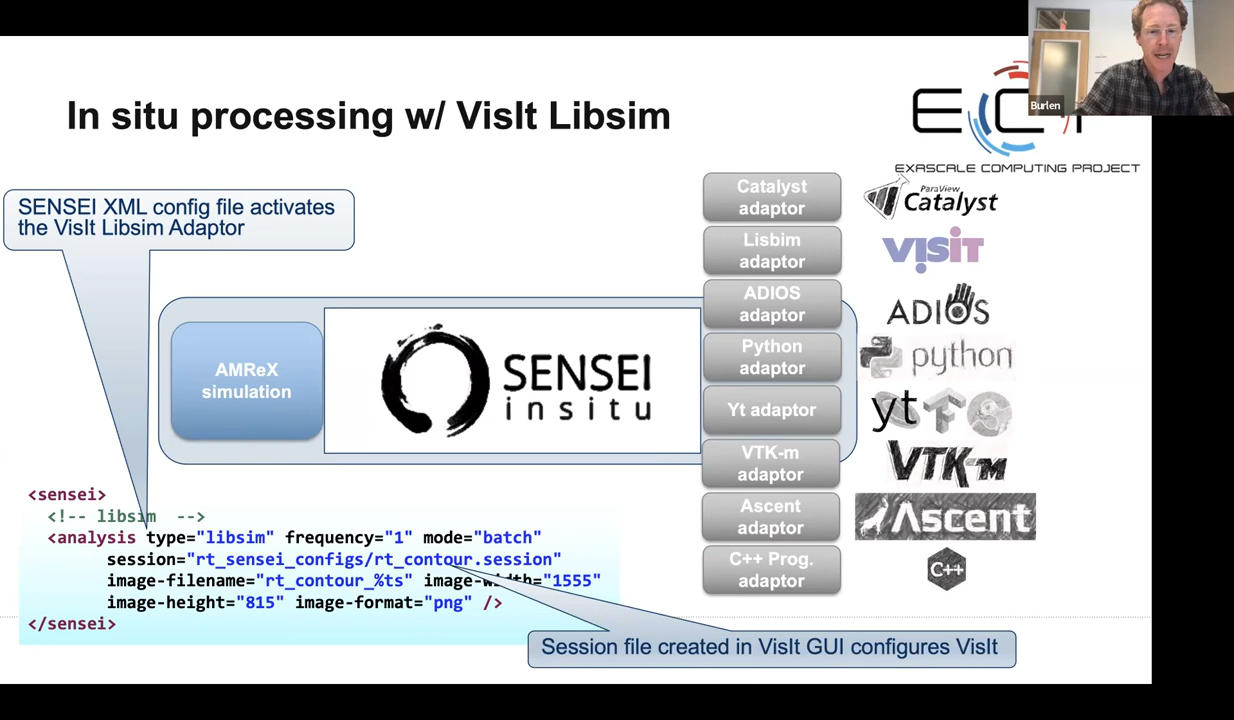 In situ processing w/ VisIt Libsim
Burlen
EXASCALE COMPUTING PROJECT
SENSEI XML config file activates
the VisIt Libsim Adaptor
AMReX
simulation
SENSEI
insitu
Catalyst
adaptor
ParaView
Catalyst
Lisbim
adaptor
VISIT
ADIOS
adaptor
ADIOS
Python
adaptor
python
Yt adaptor
yt
VTK-m
adaptor
VTK-m
Ascent
adaptor
Ascent
C++ Prog.
adaptor
C++
<sensei>
<!-- libsim -->
<analysis type="libsim" frequency="1" mode="batch"
session="rt_sensei_configs/rt_contour.session"
image-filename="rt_contour_%ts" image-width="1555"
image-height="815" image-format="png" />
</sensei>
Session file created in VisIt GUI configures VisIt